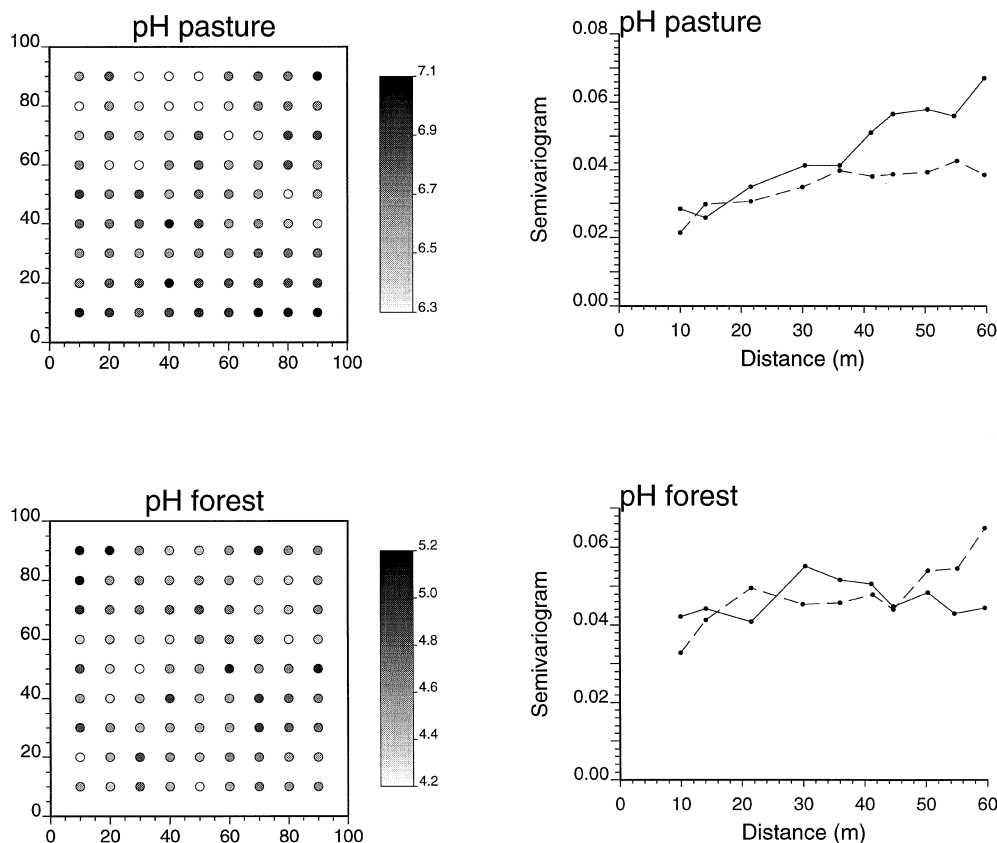 pH pasture
100
80
60
40
20
0
0 20 40 60 80 100
7.1
6.9
6.7
6.5
6.3
pH pasture
0.08
0.06
0.04
0.02
0.00
Semivariogram
0 10 20 30 40 50 60
Distance (m)
pH forest
100
80
60
40
20
0
0 20 40 60 80 100
5.2
5.0
4.8
4.6
4.4
4.2
pH forest
0.06
0.04
0.02
0.00
Semivariogram
0 10 20 30 40 50 60
Distance (m)